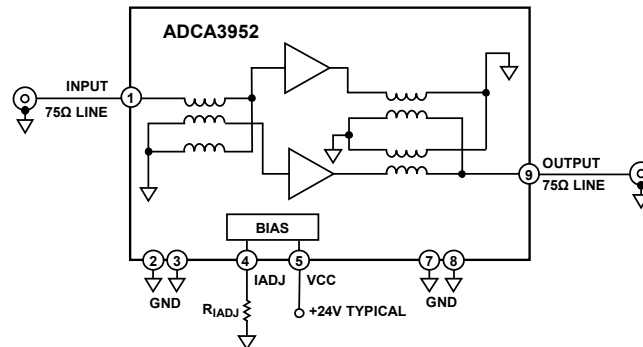 ADCA3952
INPUT
1
75Ω LINE
OUTPUT
9
75Ω LINE
BIAS
2
3
4
5
7
8
GND
IADJ
VCC
GND
RIADJ
+24V TYPICAL